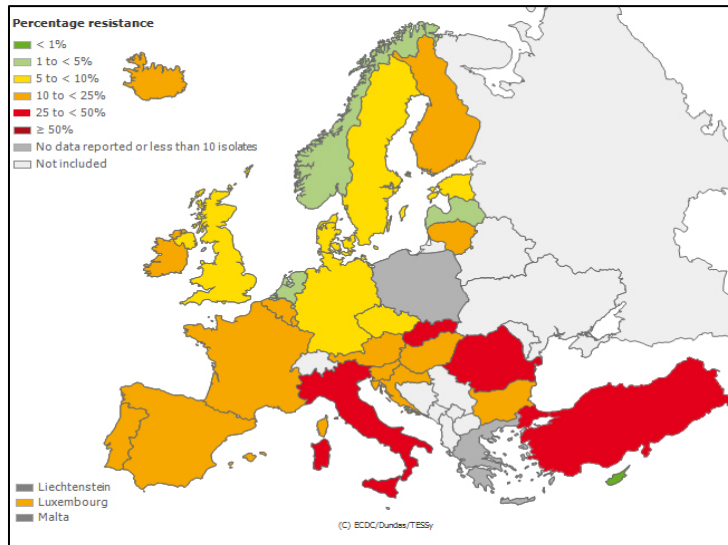 Percentage resistance
< 1%
1 to < 5%
5 to < 10%
10 to < 25%
25 to < 50%
≥ 50%
No data reported or less than 10 isolates
Not included
Liechtenstein
Luxembourg
Malta
(C) ECDC/Dundas/TESSy